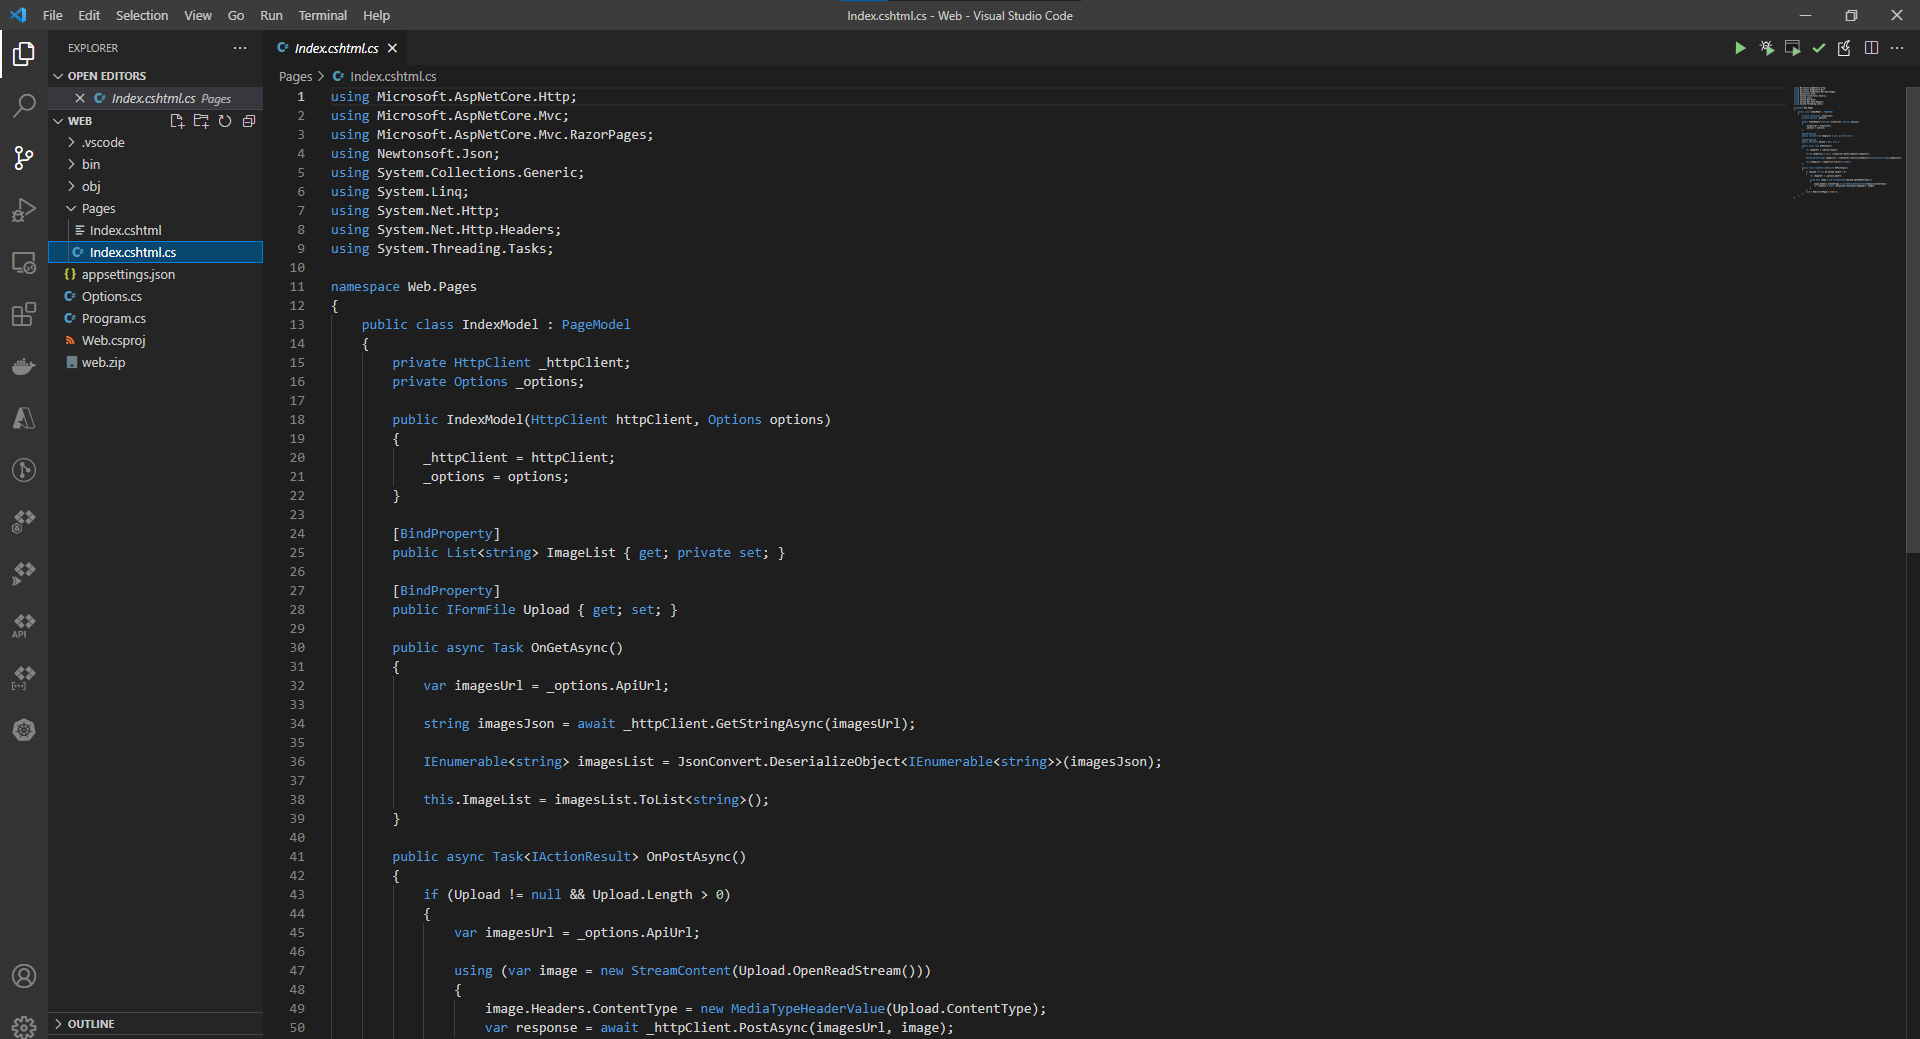 File Edit Selection View Go Run Terminal Help
Index.cshtml.cs - Web - Visual Studio Code
EXPLORER
OPEN EDITORS
Index.cshtml.cs Pages
WEB
.vscode
bin
obj
Pages
Index.cshtml
Index.cshtml.cs
appsettings.json
Options.cs
Program.cs
Web.csproj
web.zip
OUTLINE
API
Index.cshtml.cs
Pages > Index.cshtml.cs
1 using Microsoft.AspNetCore.Http;
2 using Microsoft.AspNetCore.Mvc;
3 using Microsoft.AspNetCore.Mvc.RazorPages;
4 using Newtonsoft.Json;
5 using System.Collections.Generic;
6 using System.Linq;
7 using System.Net.Http;
8 using System.Net.Http.Headers;
9 using System.Threading.Tasks;
10
11 namespace Web.Pages
12 {
13 public class IndexModel : PageModel
14 {
15 private HttpClient _httpClient;
16 private Options _options;
17
18 public IndexModel(HttpClient httpClient, Options options)
19 {
20 _httpClient = httpClient;
21 _options = options;
22 }
23
24 [BindProperty]
25 public List<string> ImageList { get; private set; }
26
27 [BindProperty]
28 public IFormFile Upload { get; set; }
29
30 public async Task OnGetAsync()
31 {
32 var imagesUrl = _options.ApiUrl;
33
34 string imagesJson = await _httpClient.GetStringAsync(imagesUrl);
35
36 IEnumerable<string> imagesList = JsonConvert.DeserializeObject<IEnumerable<string>>(imagesJson);
37
38 this.ImageList = imagesList.ToList<string>();
39 }
40
41 public async Task<IActionResult> OnPostAsync()
42 {
43 if (Upload != null && Upload.Length > 0)
44 {
45 var imagesUrl = _options.ApiUrl;
46
47 using (var image = new StreamContent(Upload.OpenReadStream()))
48 {
49 image.Headers.ContentType = new MediaTypeHeaderValue(Upload.ContentType);
50 var response = await _httpClient.PostAsync(imagesUrl, image);